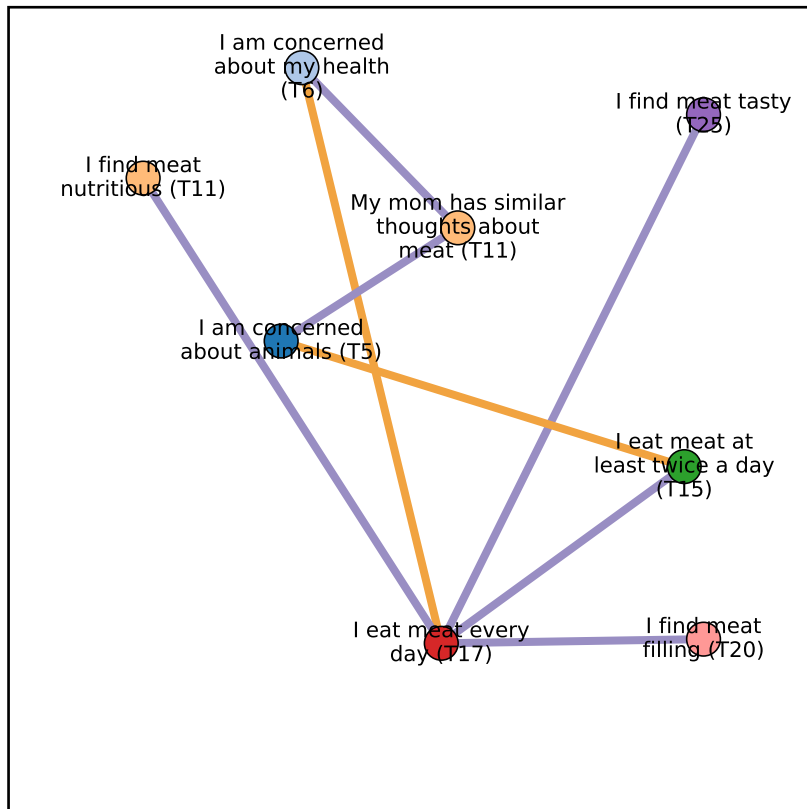 I am concerned
about my health
(T6)
I find meat tasty
(T25)
I find meat
nutritious (T11)
My mom has similar
thoughts about
meat (T11)
I am concerned
about animals (T5)
I eat meat at
least twice a day
(T15)
I eat meat every
day (T17)
I find meat
filling (T20)